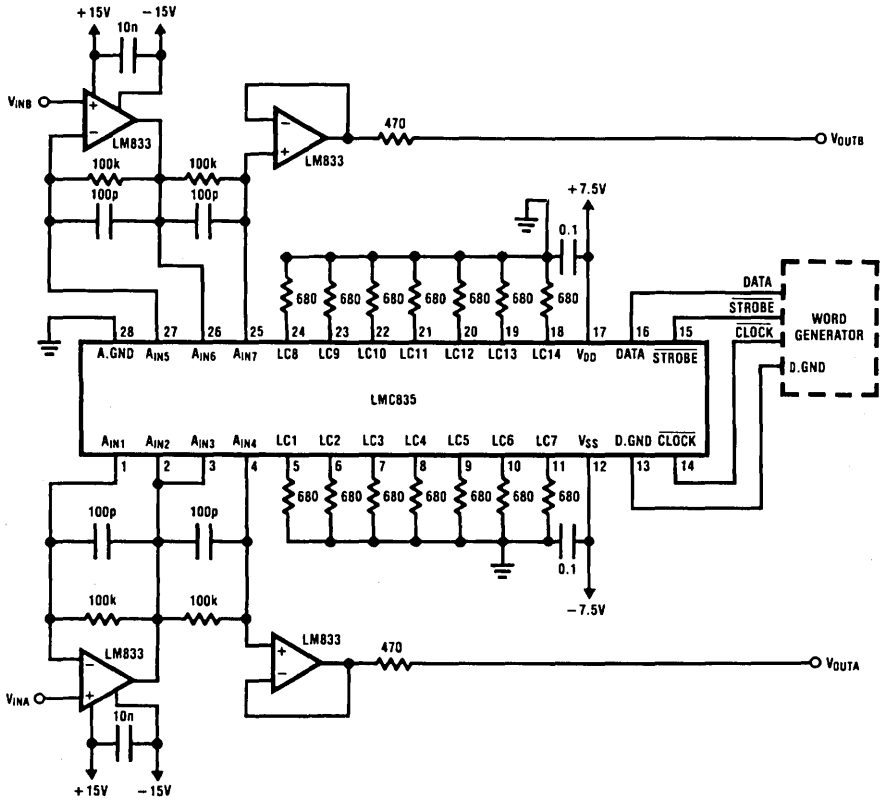 +15V -15V
10n
VINB
+
-
LM833
100k 100k
100p 100p
-
+
LM833
470
VOUTB
+7.5V
0.1
680 680 680 680 680 680 680
DATA
STROBE
CLOCK
D.GND
WORD
GENERATOR
28 27 26 25 24 23 22 21 20 19 18 17 16 15
A.GND AIN5 AIN6 AIN7 LC8 LC9 LC10 LC11 LC12 LC13 LC14 VDD DATA STROBE
LMC835
AIN1 AIN2 AIN3 AIN4 LC1 LC2 LC3 LC4 LC5 LC6 LC7 VSS D.GND CLOCK
1 2 3 4 5 6 7 8 9 10 11 12 13 14
680 680 680 680 680 680 680
100p 100p
0.1
-7.5V
100k 100k
LM833
-
+
VINA
10n
+15V -15V
LM833
+
-
470
VOUTA